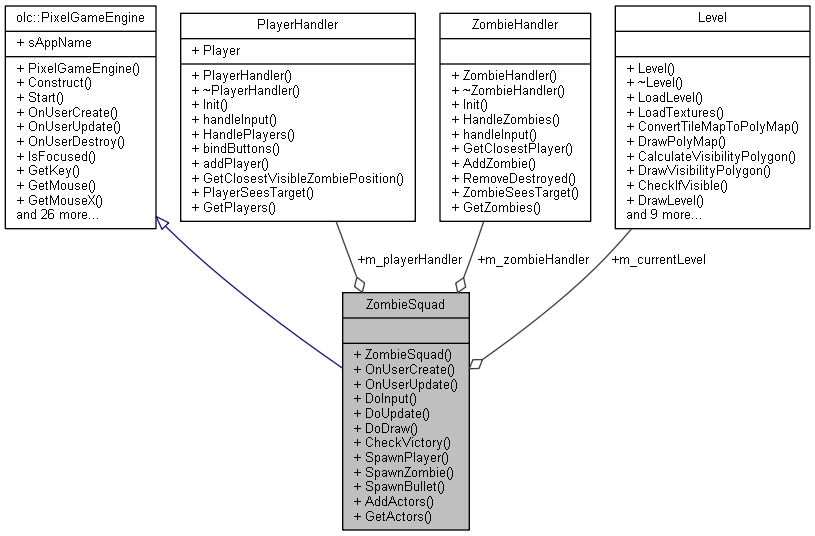 olc::PixelGameEngine
+ sAppName
+ PixelGameEngine()
+ Construct()
+ Start()
+ OnUserCreate()
+ OnUserUpdate()
+ OnUserDestroy()
+ IsFocused()
+ GetKey()
+ GetMouse()
+ GetMouseX()
and 26 more...
PlayerHandler
+ Player
+ PlayerHandler()
+ ~PlayerHandler()
+ Init()
+ handleInput()
+ HandlePlayers()
+ bindButtons()
+ addPlayer()
+ GetClosestVisibleZombiePosition()
+ PlayerSeesTarget()
+ GetPlayers()
ZombieHandler
+ ZombieHandler()
+ ~ZombieHandler()
+ Init()
+ HandleZombies()
+ handleInput()
+ GetClosestPlayer()
+ AddZombie()
+ RemoveDestroyed()
+ ZombieSeesTarget()
+ GetZombies()
Level
+ Level()
+ ~Level()
+ LoadLevel()
+ LoadTextures()
+ ConvertTileMapToPolyMap()
+ DrawPolyMap()
+ CalculateVisibilityPolygon()
+ DrawVisibilityPolygon()
+ CheckIfVisible()
+ DrawLevel()
and 9 more...
+m_playerHandler
+m_zombieHandler
+m_currentLevel
ZombieSquad
+ ZombieSquad()
+ OnUserCreate()
+ OnUserUpdate()
+ DoInput()
+ DoUpdate()
+ DoDraw()
+ CheckVictory()
+ SpawnPlayer()
+ SpawnZombie()
+ SpawnBullet()
+ AddActors()
+ GetActors()